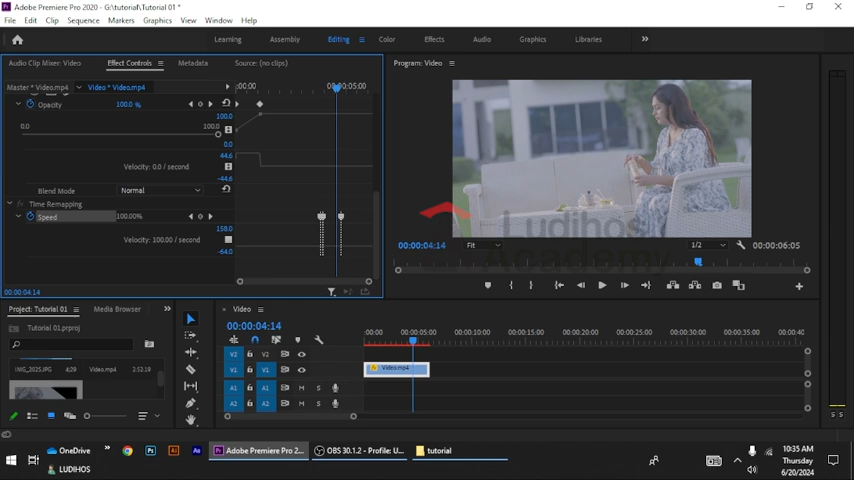 Adobe Premiere Pro 2020 - G:\tutorial\Tutorial 01 *
File Edit Clip Sequence Markers Graphics View Window Help
Learning Assembly Editing Color Effects Audio Graphics Libraries
Audio Clip Mixer: Video Effect Controls Metadata Source: (no clips)
Program: Video
Master * Video.mp4 Video * Video.mp4 :00:00 00:00:05:00
Opacity 100.0 %
100.0
0.0 100.0
0.0
44.6
Velocity: 0.0 / second
-44.6
Blend Mode Normal
Time Remapping
Speed 100.00%
158.0
Velocity: 100.00 / second
-64.0
00:00:04:14
Ludihos
Academy
00:00:04:14 Fit 1/2 00:00:06:05
Project: Tutorial 01 Media Browser
Tutorial 01.prproj
IMG_2025.JPG 4:29 Video.mp4 2:52:19
Video
00:00:04:14
:00:00 00:00:05:00 00:00:10:00 00:00:15:00 00:00:20:00 00:00:25:00 00:00:30:00 00:00:35:00 00:00:40
V2 V2
V1 V1 Video.mp4
A1 A1 M S
A2 A2 M S
S S
OneDrive Ps Ai Ae Pr Adobe Premiere Pro 2... OBS 30.1.2 - Profile: U... tutorial
LUDIHOS
10:35 AM
Thursday
6/20/2024